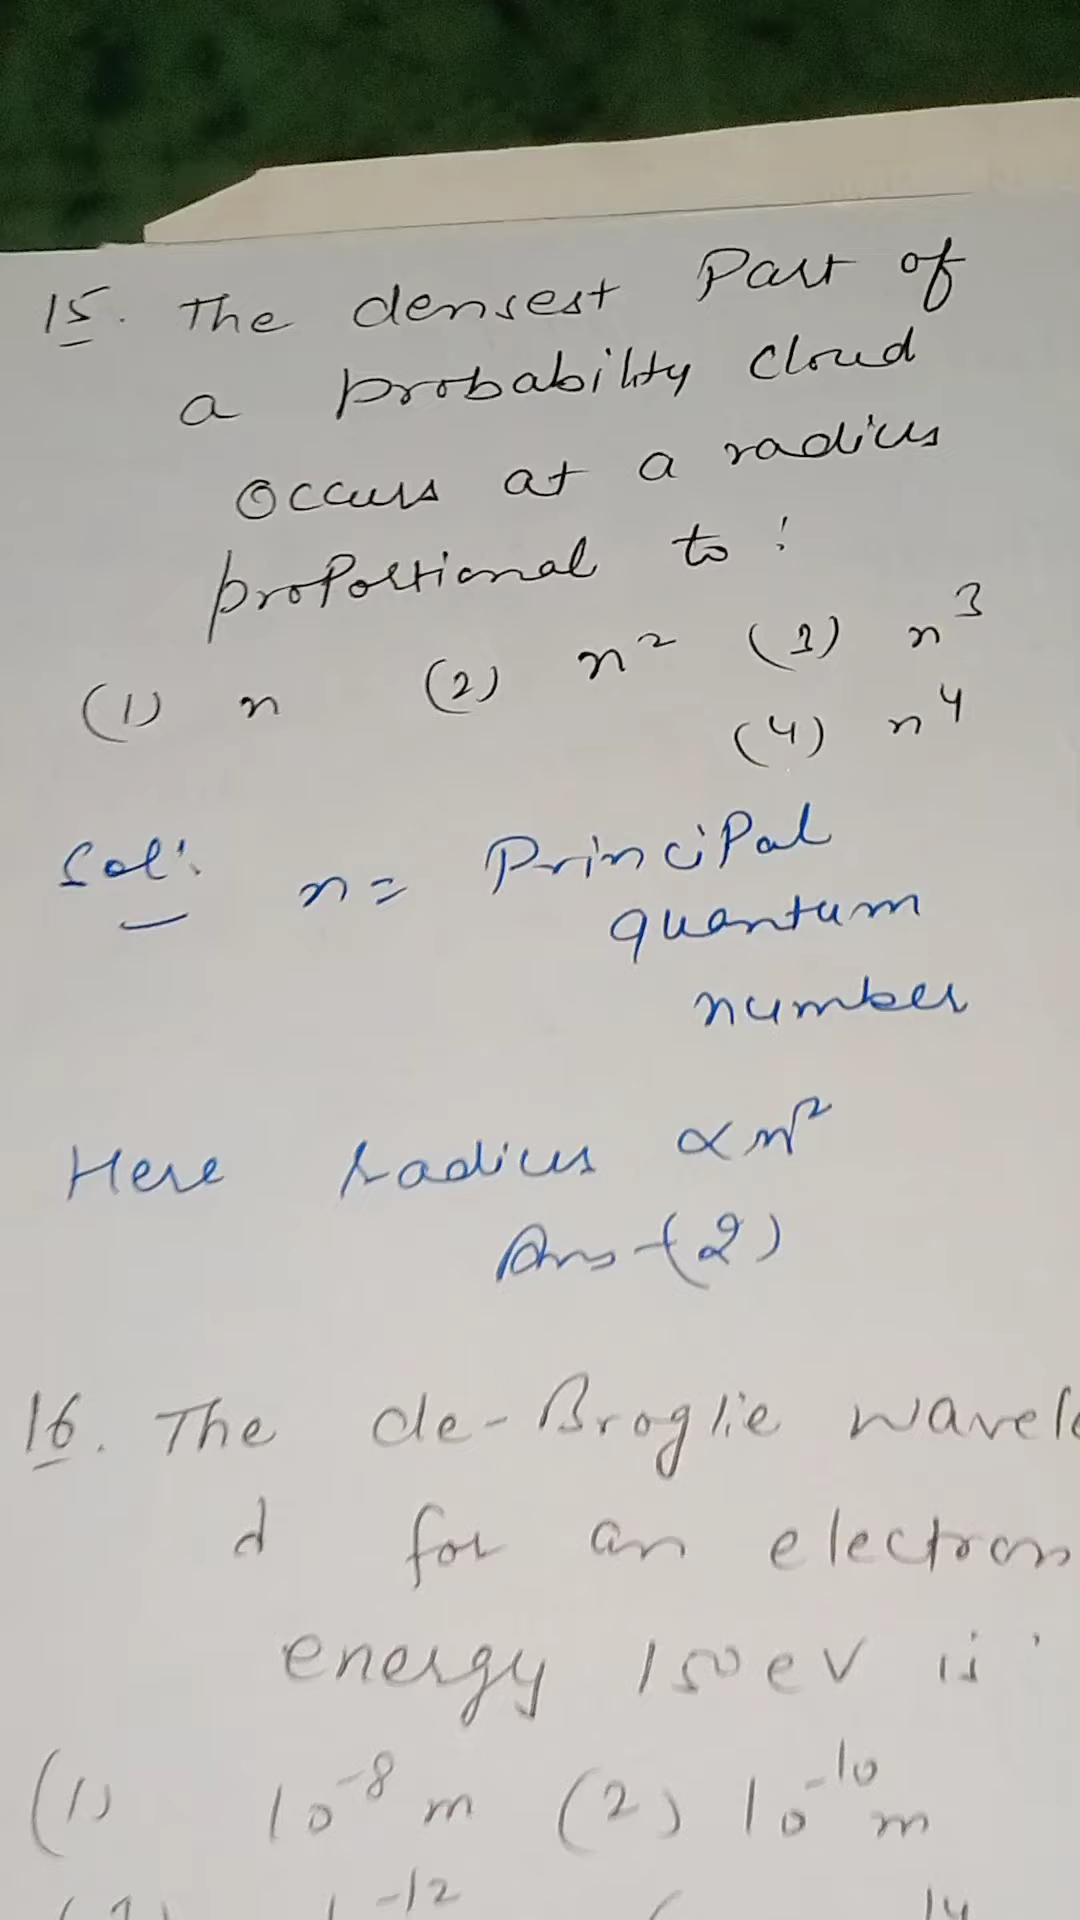 15. The densest Part of
a probability cloud
occurs at a radius
proportional to :
(1) n (2) n² (3) n³
(4) n⁴
Sol: n = Principal
quantum
number
Here radius ∝ n²
Ans - (2)
16. The de-Broglie wavele
d for an electron
energy 150 eV is
(1) 10⁻⁸ m (2) 10⁻¹⁰ m